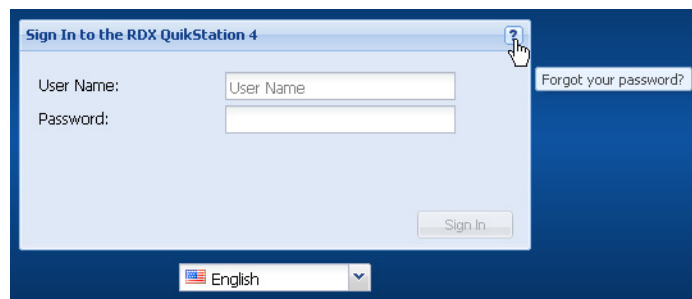 Sign In to the RDX QuikStation 4
?
Forgot your password?
User Name:
User Name
Password:
Sign In
English